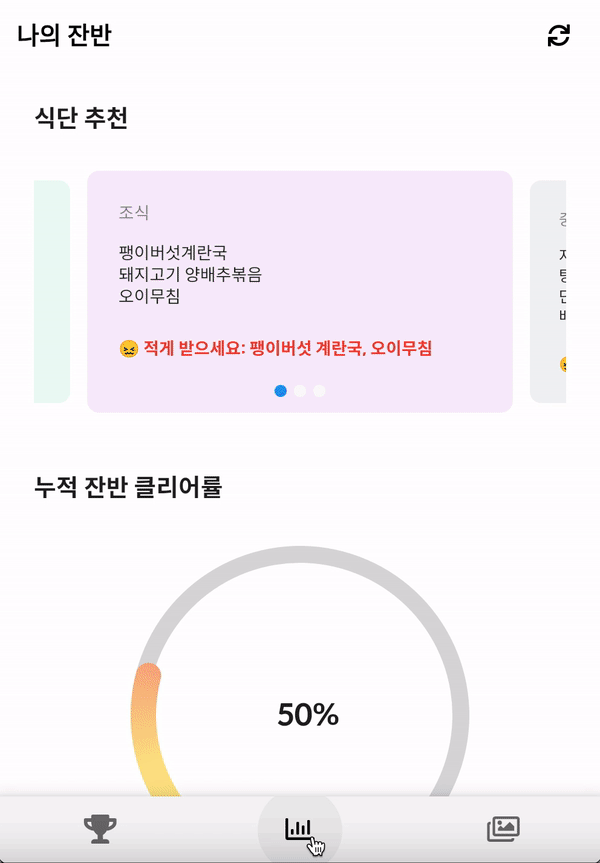 나의 잔반
식단 추천
조식
팽이버섯계란국
돼지고기 양배추볶음
오이무침
😖 적게 받으세요: 팽이버섯 계란국, 오이무침
누적 잔반 클리어률
50%